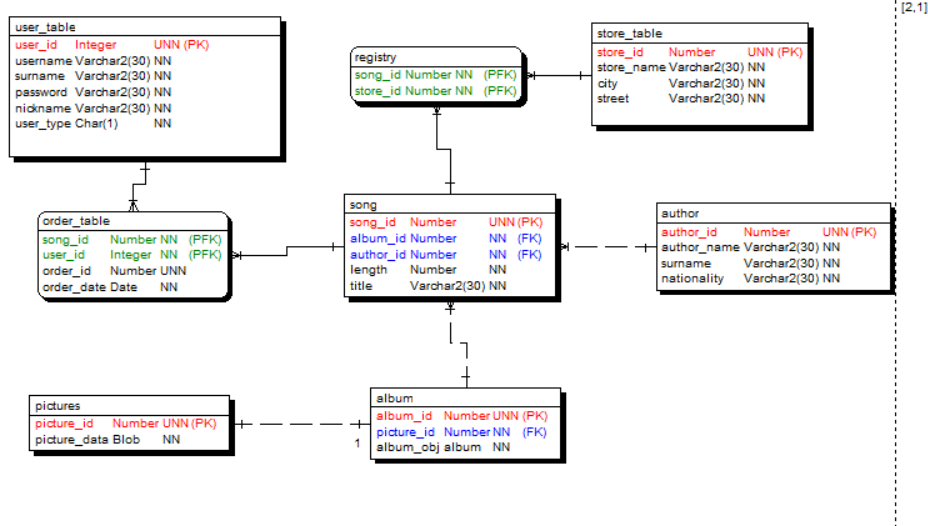 [2,1]
user_table
user_id Integer UNN (PK)
username Varchar2(30) NN
surname Varchar2(30) NN
password Varchar2(30) NN
nickname Varchar2(30) NN
user_type Char(1) NN
registry
song_id Number NN (PFK)
store_id Number NN (PFK)
store_table
store_id Number UNN (PK)
store_name Varchar2(30) NN
city Varchar2(30) NN
street Varchar2(30) NN
order_table
song_id Number NN (PFK)
user_id Integer NN (PFK)
order_id Number UNN
order_date Date NN
song
song_id Number UNN (PK)
album_id Number NN (FK)
author_id Number NN (FK)
length Number NN
title Varchar2(30) NN
author
author_id Number UNN (PK)
author_name Varchar2(30) NN
surname Varchar2(30) NN
nationality Varchar2(30) NN
pictures
picture_id Number UNN (PK)
picture_data Blob NN
1
album
album_id Number UNN (PK)
picture_id Number NN (FK)
album_obj album NN